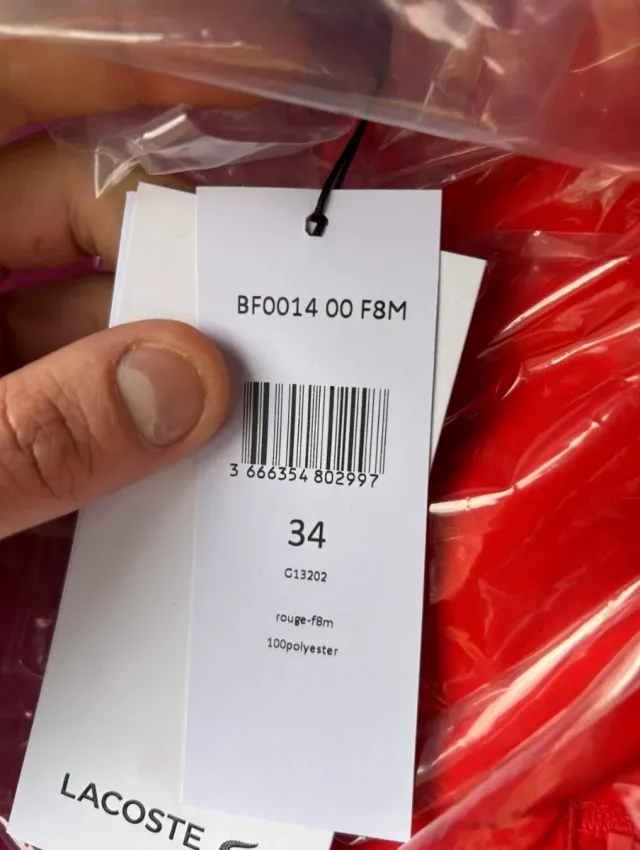 BF0014 00 F8M
3 666354 802997
34
G13202
rouge-f8m
100polyester
LACOSTE